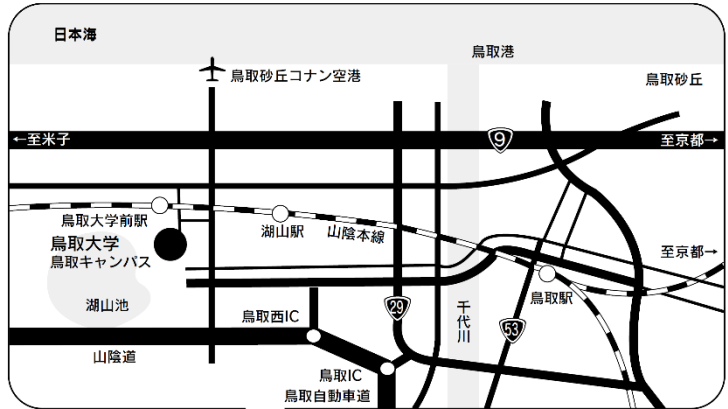 日本海
鳥取港
鳥取砂丘コナン空港
鳥取砂丘
←至米子
9
至京都→
鳥取大学前駅
湖山駅
山陰本線
鳥取大学
鳥取キャンパス
至京都→
鳥取駅
湖山池
鳥取西IC
29
千代川
53
山陰道
鳥取IC
鳥取自動車道